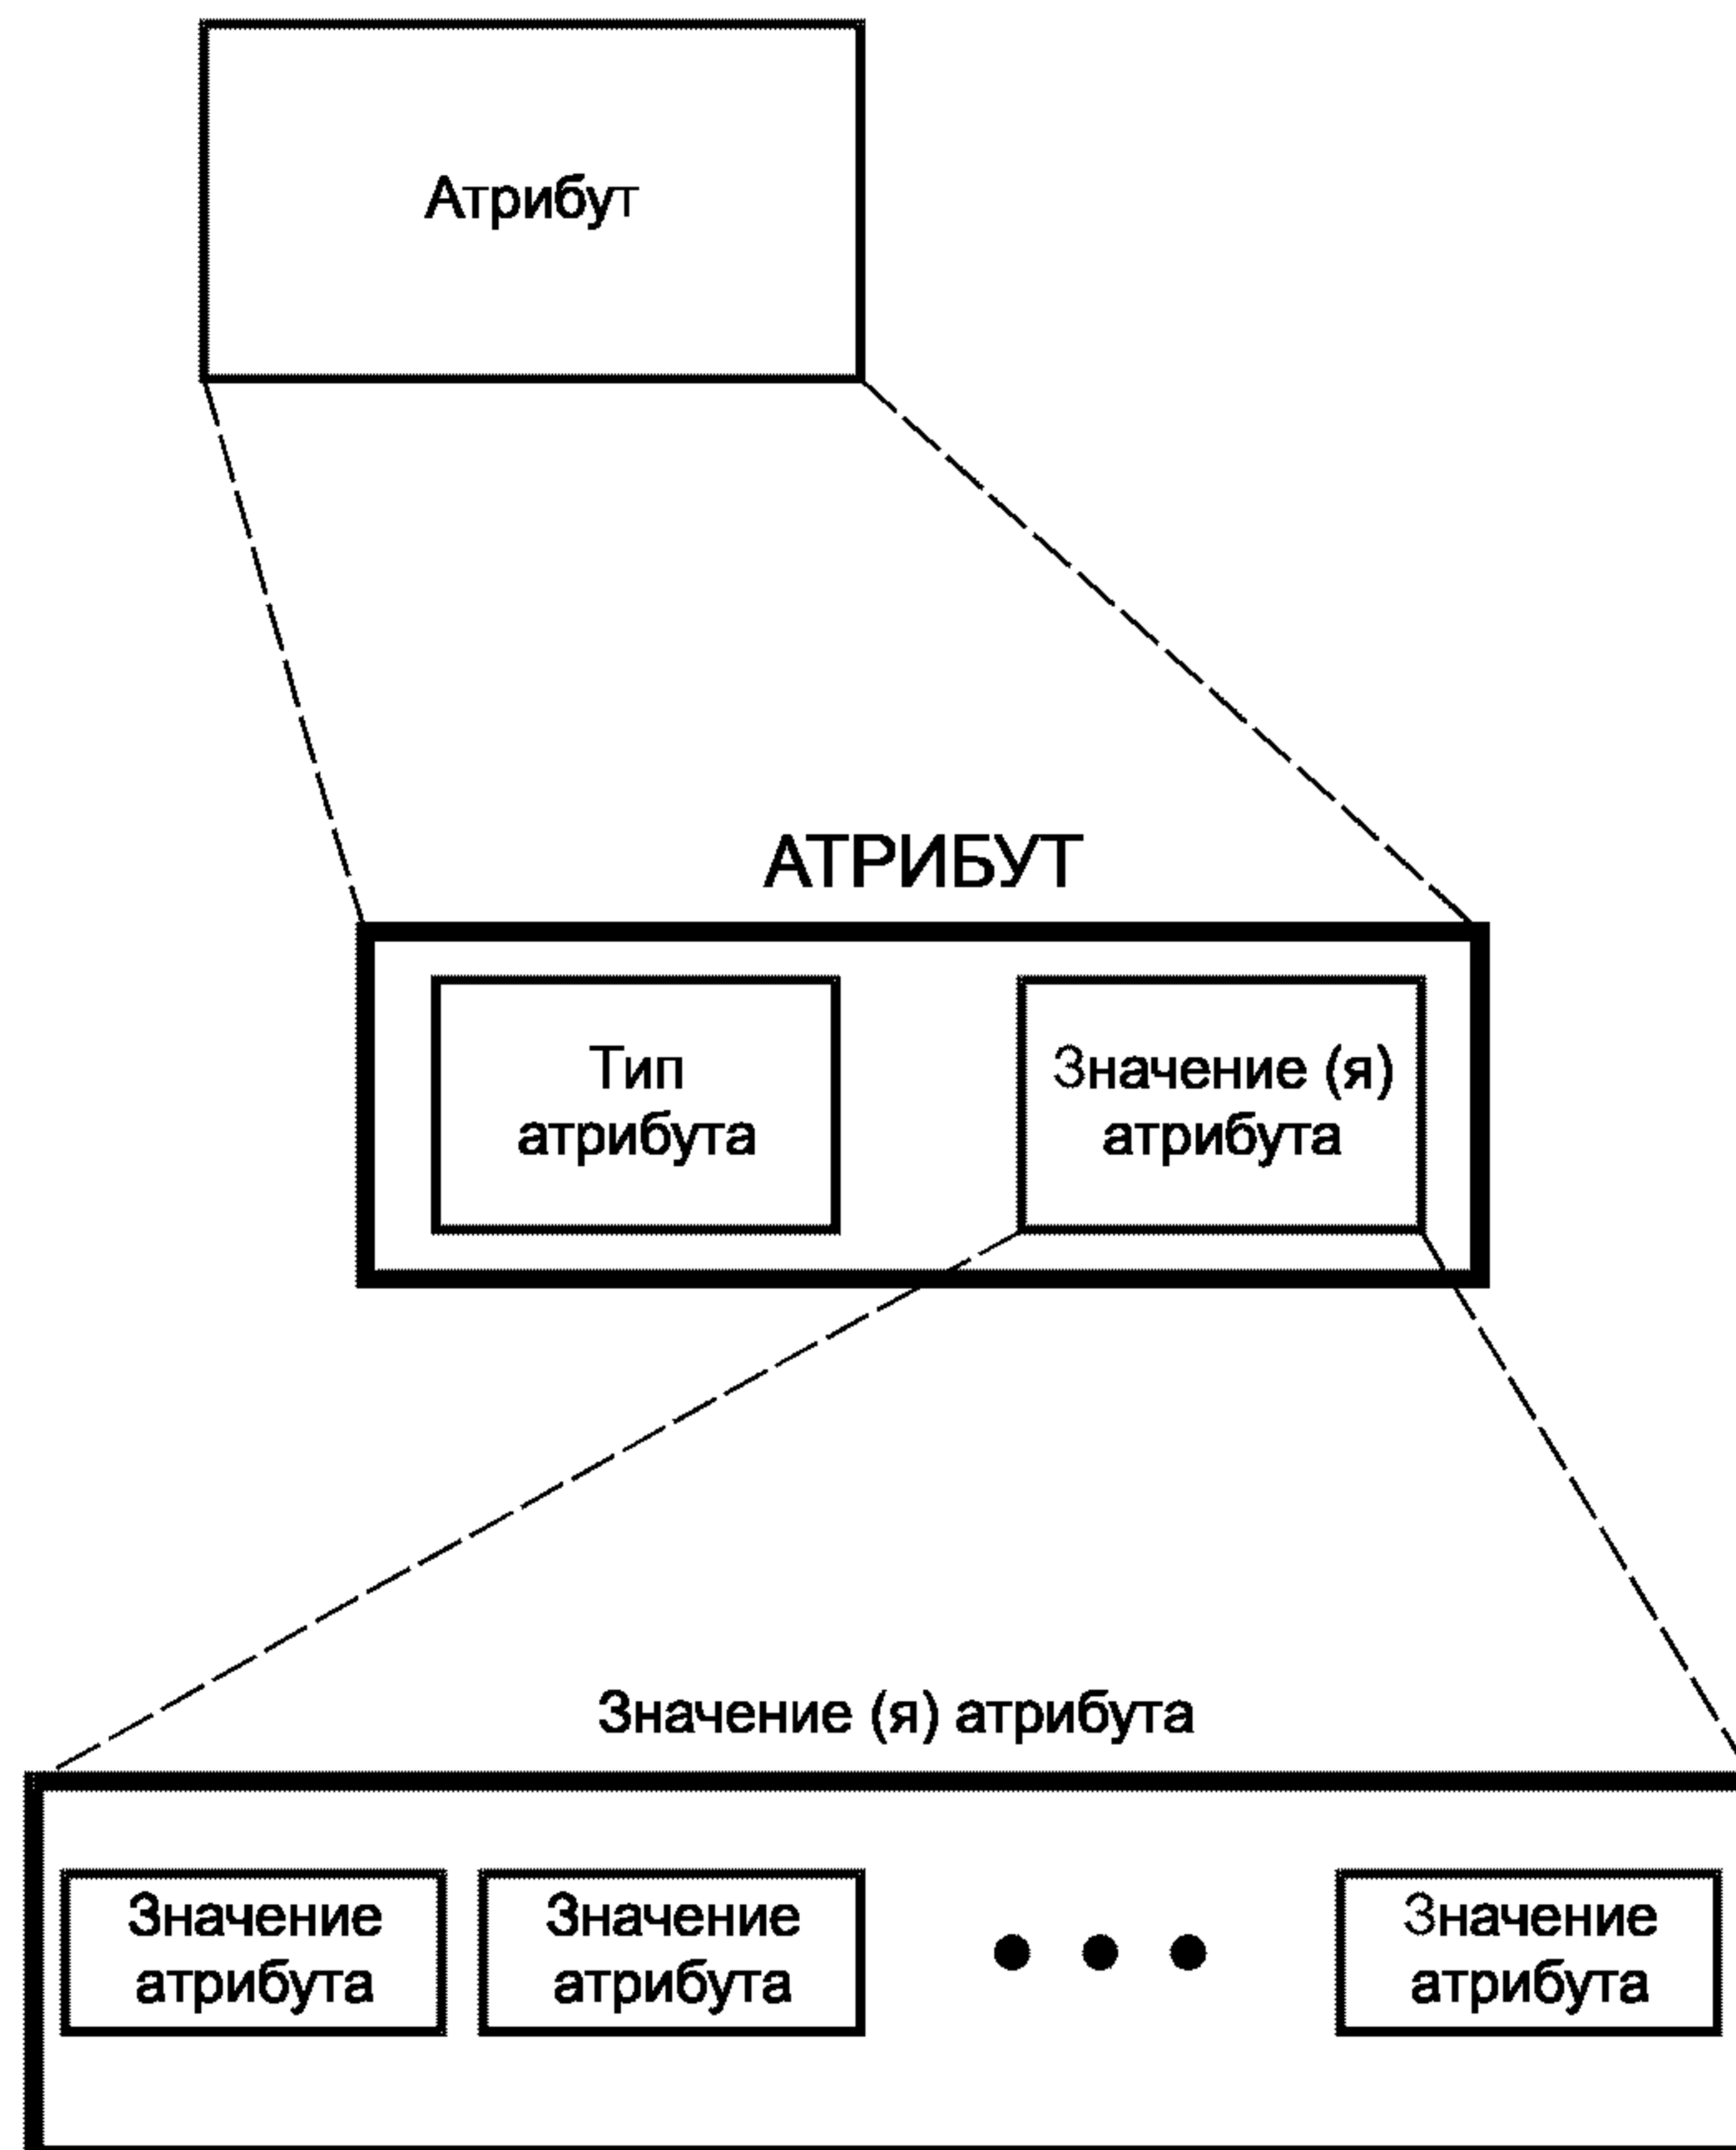 Атрибут
АТРИБУТ
Тип
атрибута
Значение (я)
атрибута
Значение (я) атрибута
Значение
атрибута
Значение
атрибута
Значение
атрибута